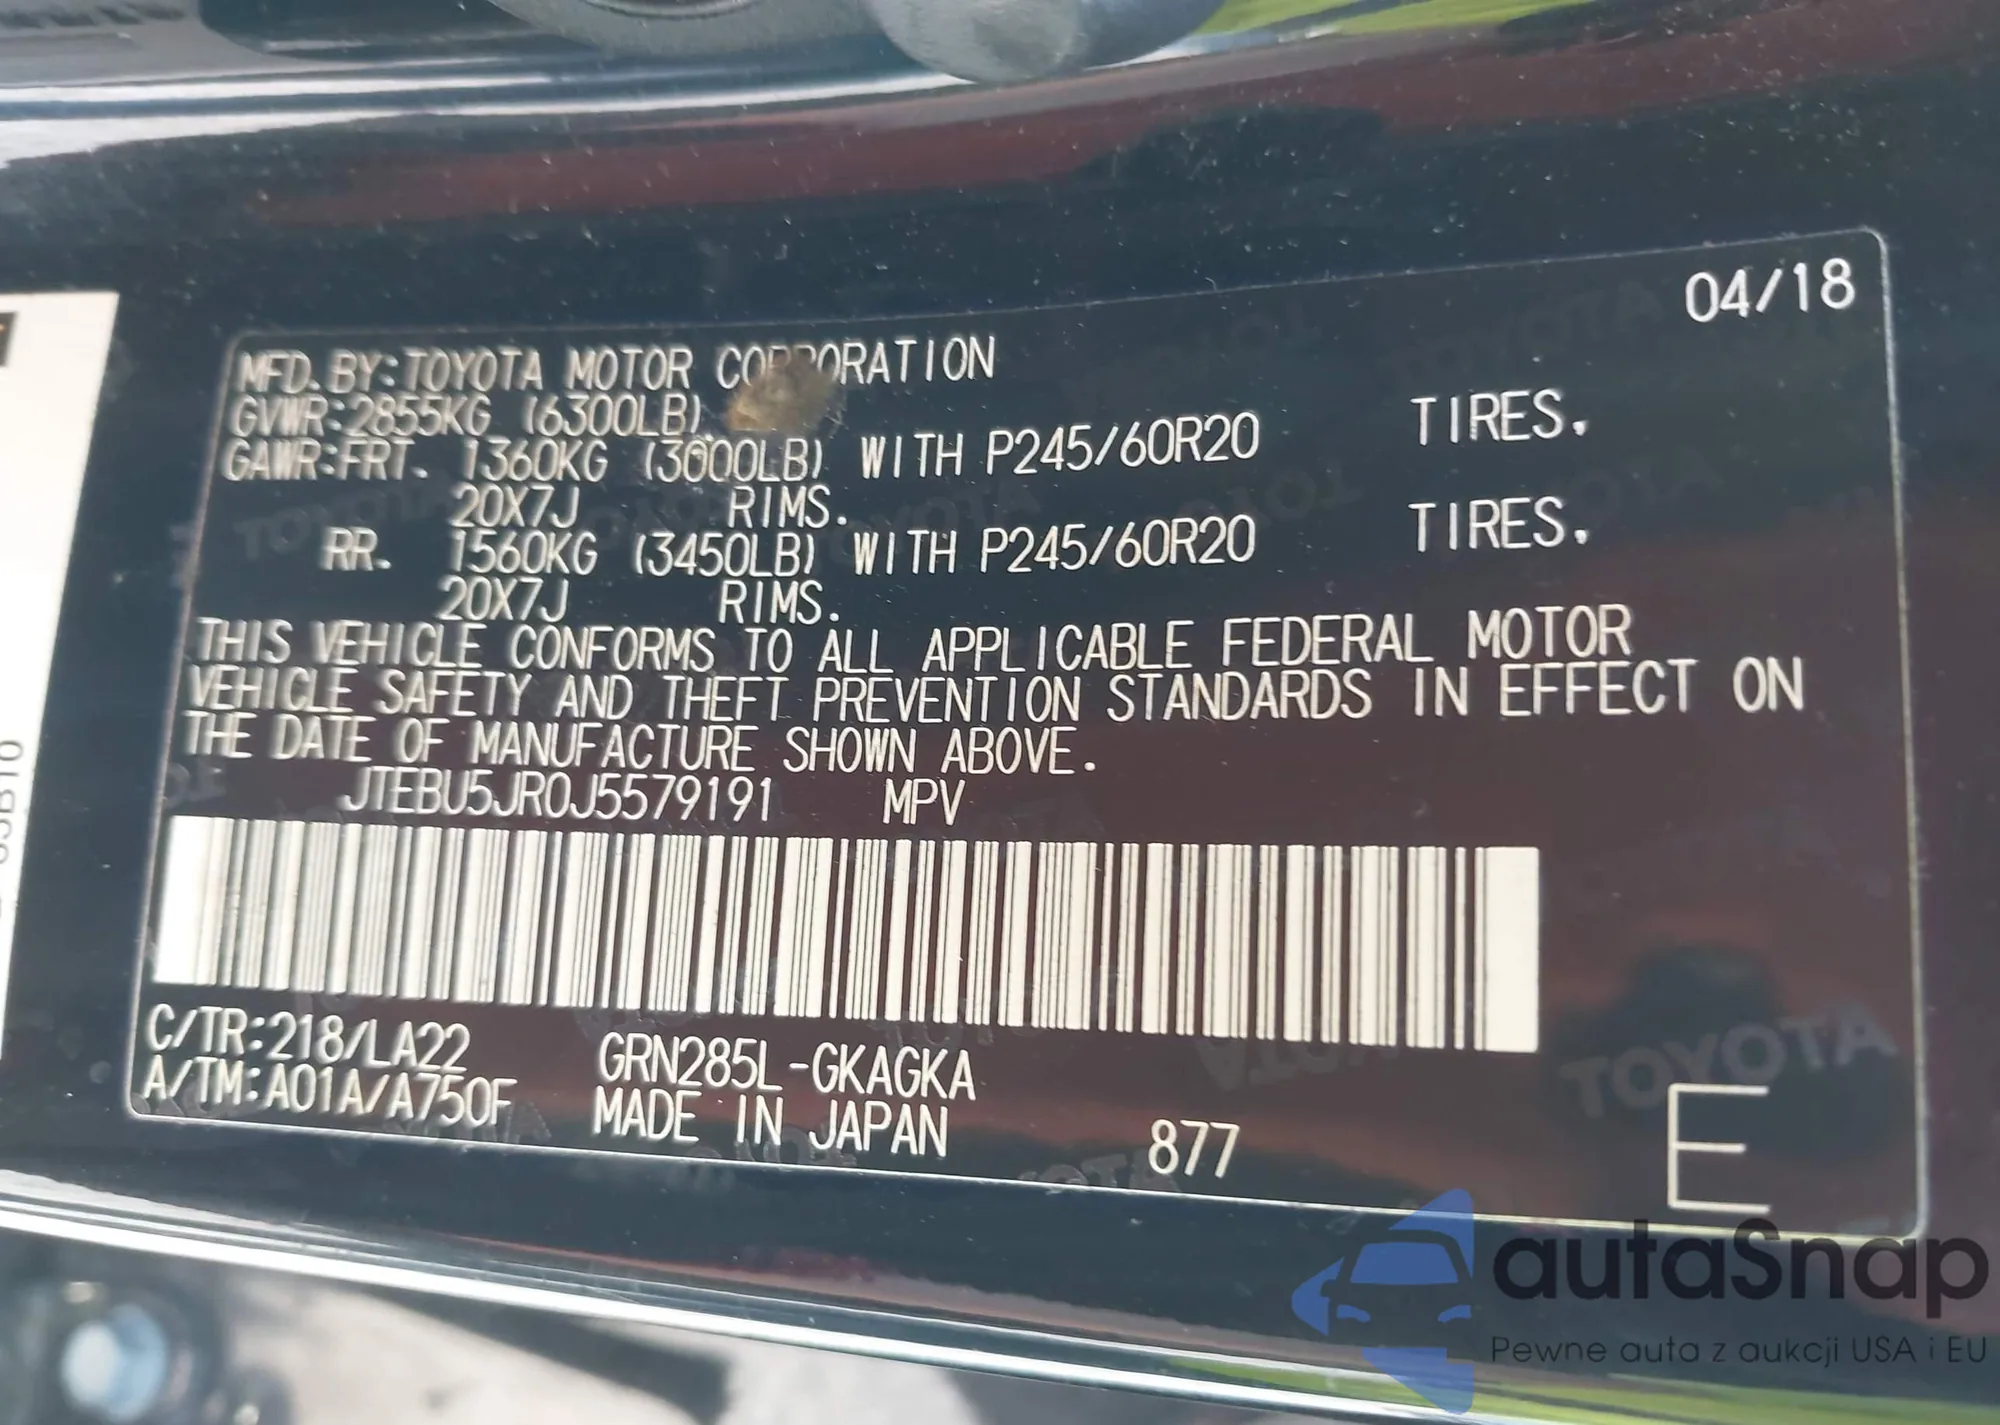 04/18
MFD.BY:TOYOTA MOTOR CORPORATION
GVWR:2855KG (6300LB)
GAWR:FRT. 1360KG (3000LB) WITH P245/60R20 TIRES.
20X7J RIMS.
RR. 1560KG (3450LB) WITH P245/60R20 TIRES.
20X7J RIMS.
THIS VEHICLE CONFORMS TO ALL APPLICABLE FEDERAL MOTOR
VEHICLE SAFETY AND THEFT PREVENTION STANDARDS IN EFFECT ON
THE DATE OF MANUFACTURE SHOWN ABOVE.
JTEBU5JR0J5579191 MPV
C/TR:218/LA22 GRN285L-GKAGKA
A/TM:A01A/A750F MADE IN JAPAN 877 E
TOYOTA
autaSnap
Pewne auta z aukcji USA i EU